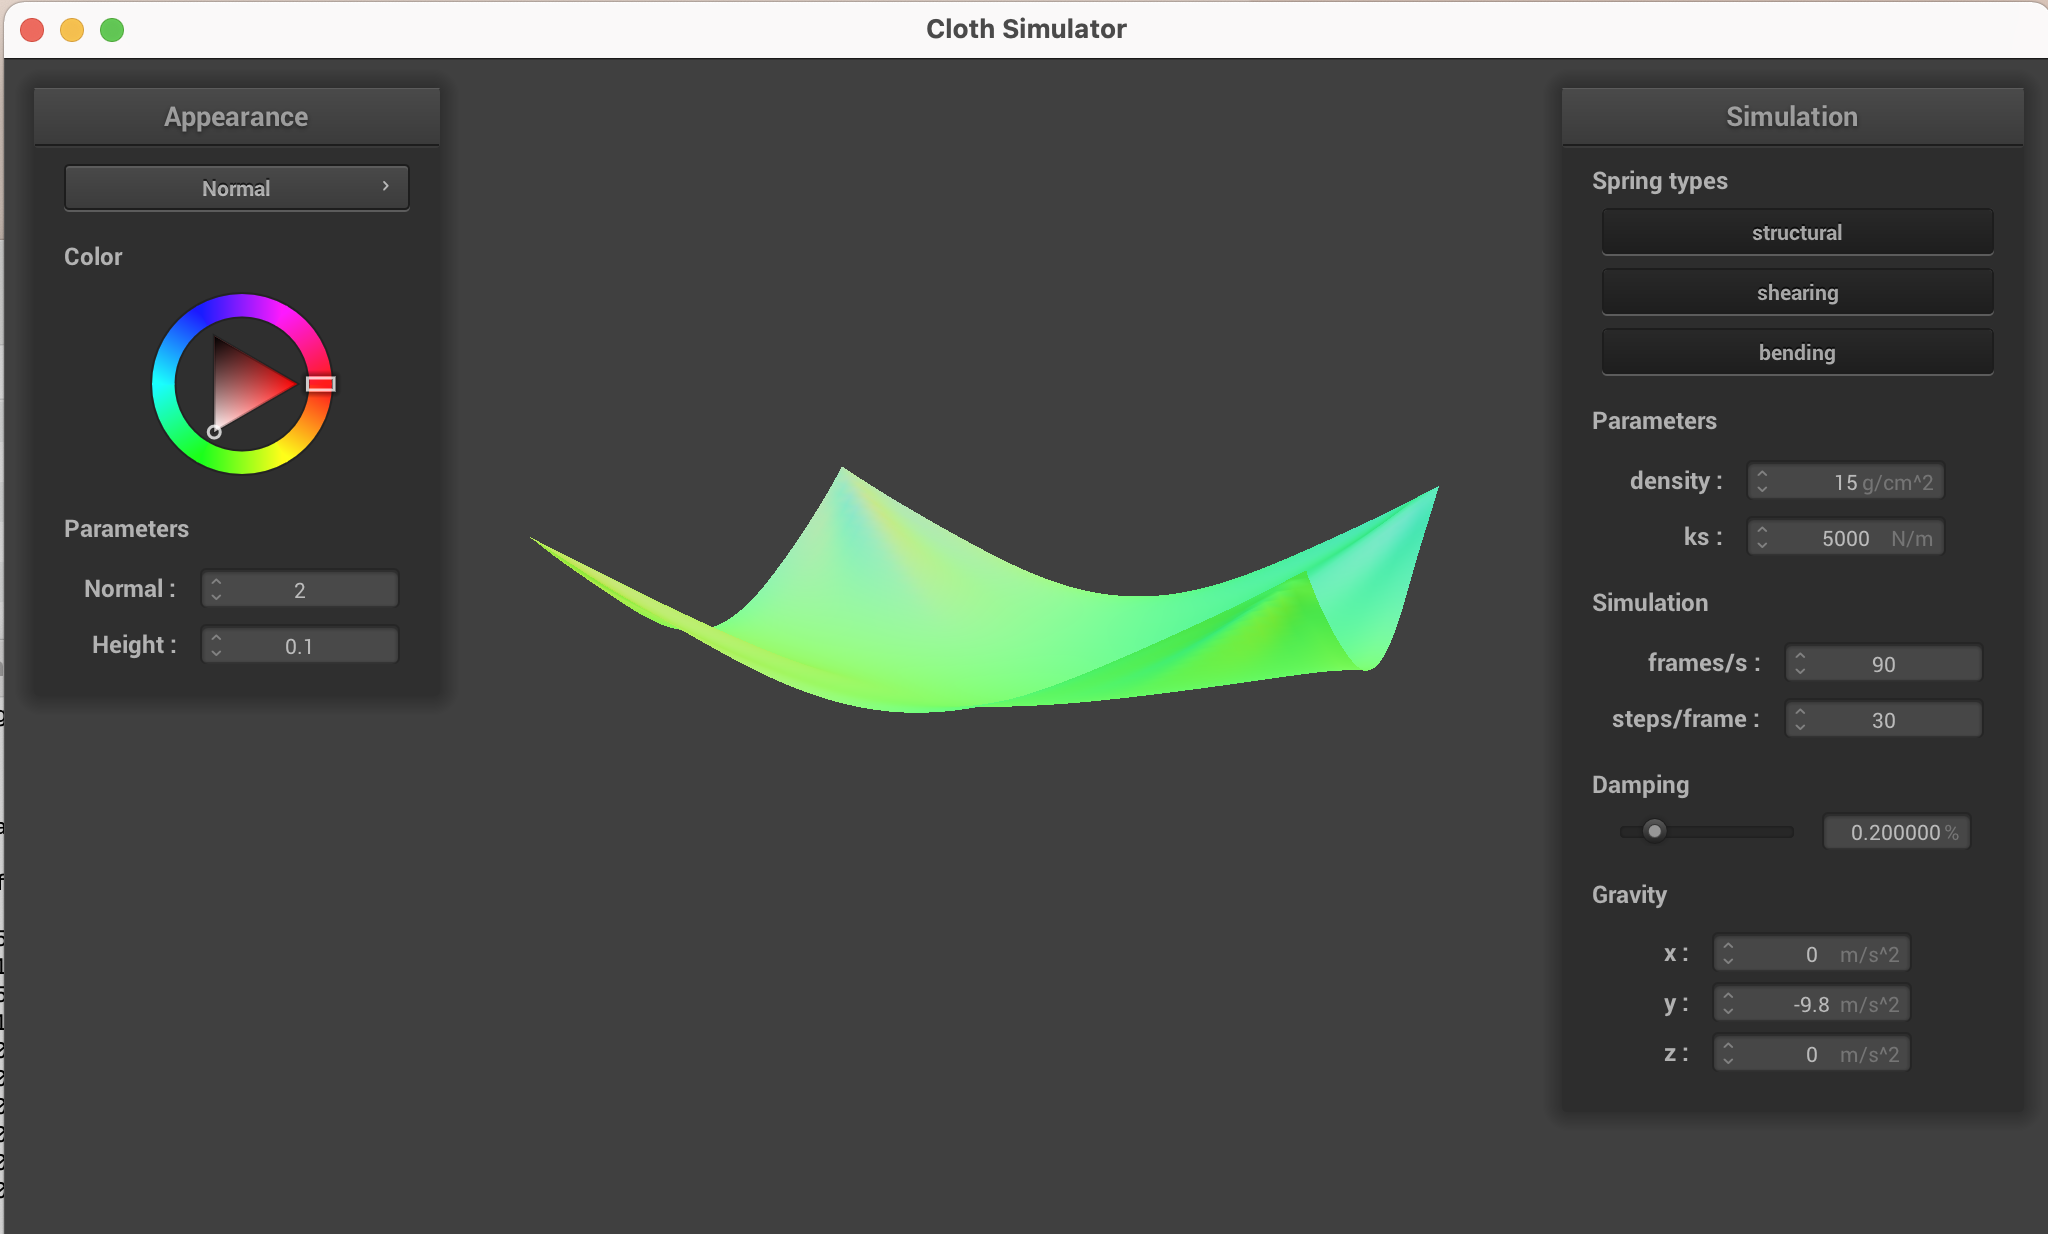 Cloth Simulator
Appearance
Normal
Color
Parameters
Normal : 2
Height : 0.1
Simulation
Spring types
structural
shearing
bending
Parameters
density : 15 g/cm^2
ks : 5000 N/m
Simulation
frames/s : 90
steps/frame : 30
Damping
0.200000 %
Gravity
x : 0 m/s^2
y : -9.8 m/s^2
z : 0 m/s^2